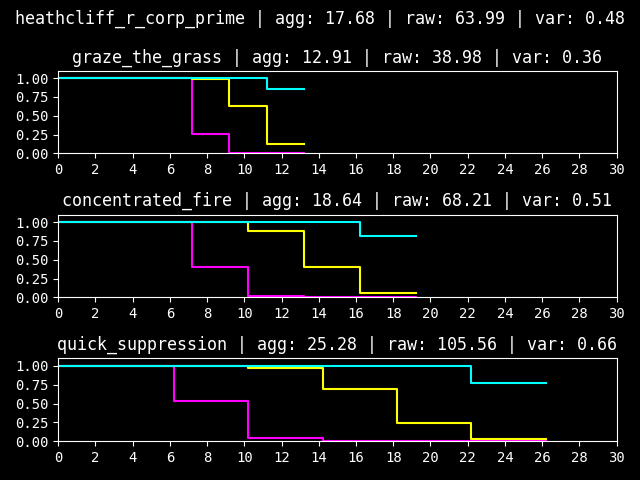 heathcliff_r_corp_prime | agg: 17.68 | raw: 63.99 | var: 0.48
graze_the_grass | agg: 12.91 | raw: 38.98 | var: 0.36
1.00
0.75
0.50
0.25
0.00
0 2 4 6 8 10 12 14 16 18 20 22 24 26 28 30
concentrated_fire | agg: 18.64 | raw: 68.21 | var: 0.51
1.00
0.75
0.50
0.25
0.00
0 2 4 6 8 10 12 14 16 18 20 22 24 26 28 30
quick_suppression | agg: 25.28 | raw: 105.56 | var: 0.66
1.00
0.75
0.50
0.25
0.00
0 2 4 6 8 10 12 14 16 18 20 22 24 26 28 30